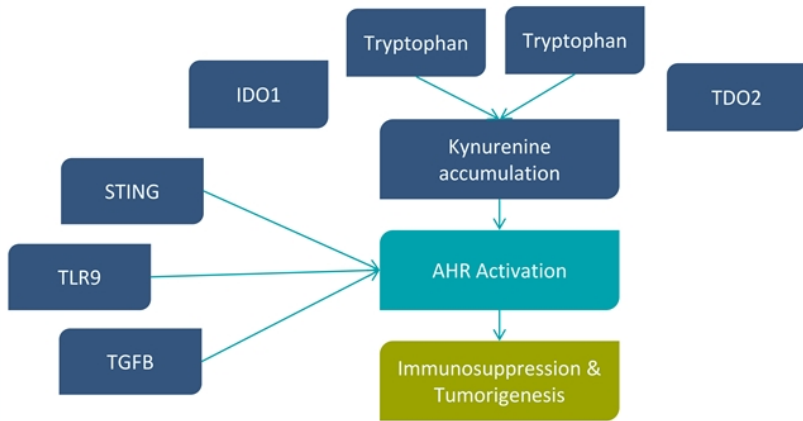 Tryptophan
Tryptophan
IDO1
TDO2
Kynurenine
accumulation
STING
TLR9
AHR Activation
TGFB
Immunosuppression &
Tumorigenesis